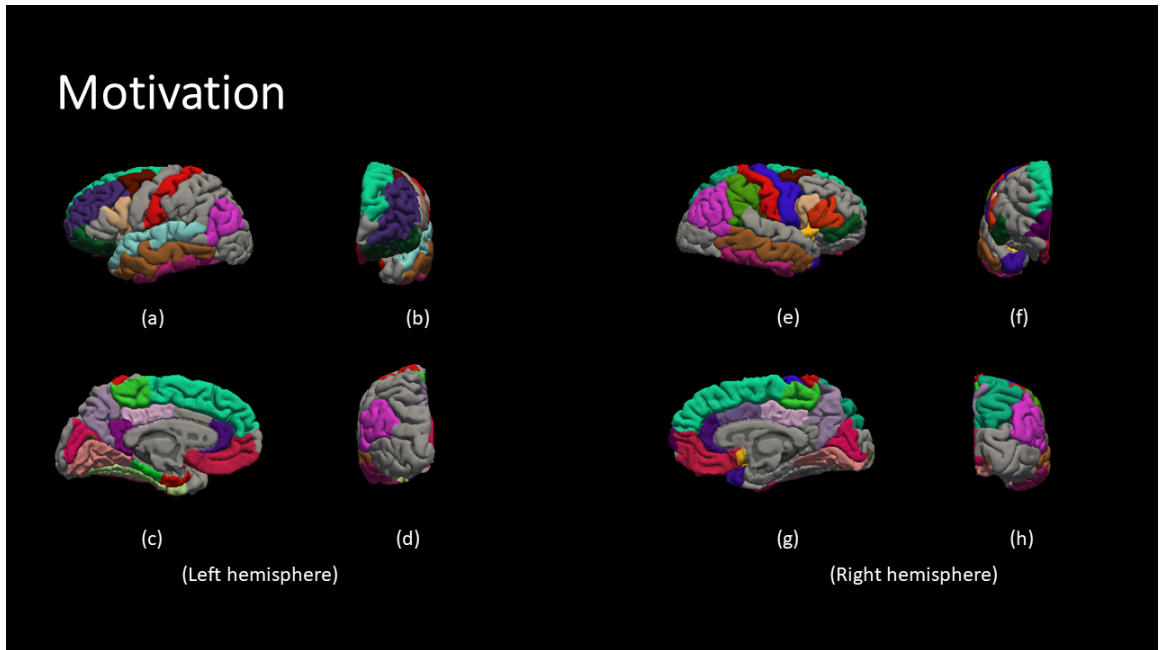 Motivation
(a)
(b)
(e)
(f)
(c)
(d)
(g)
(h)
(Left hemisphere)
(Right hemisphere)